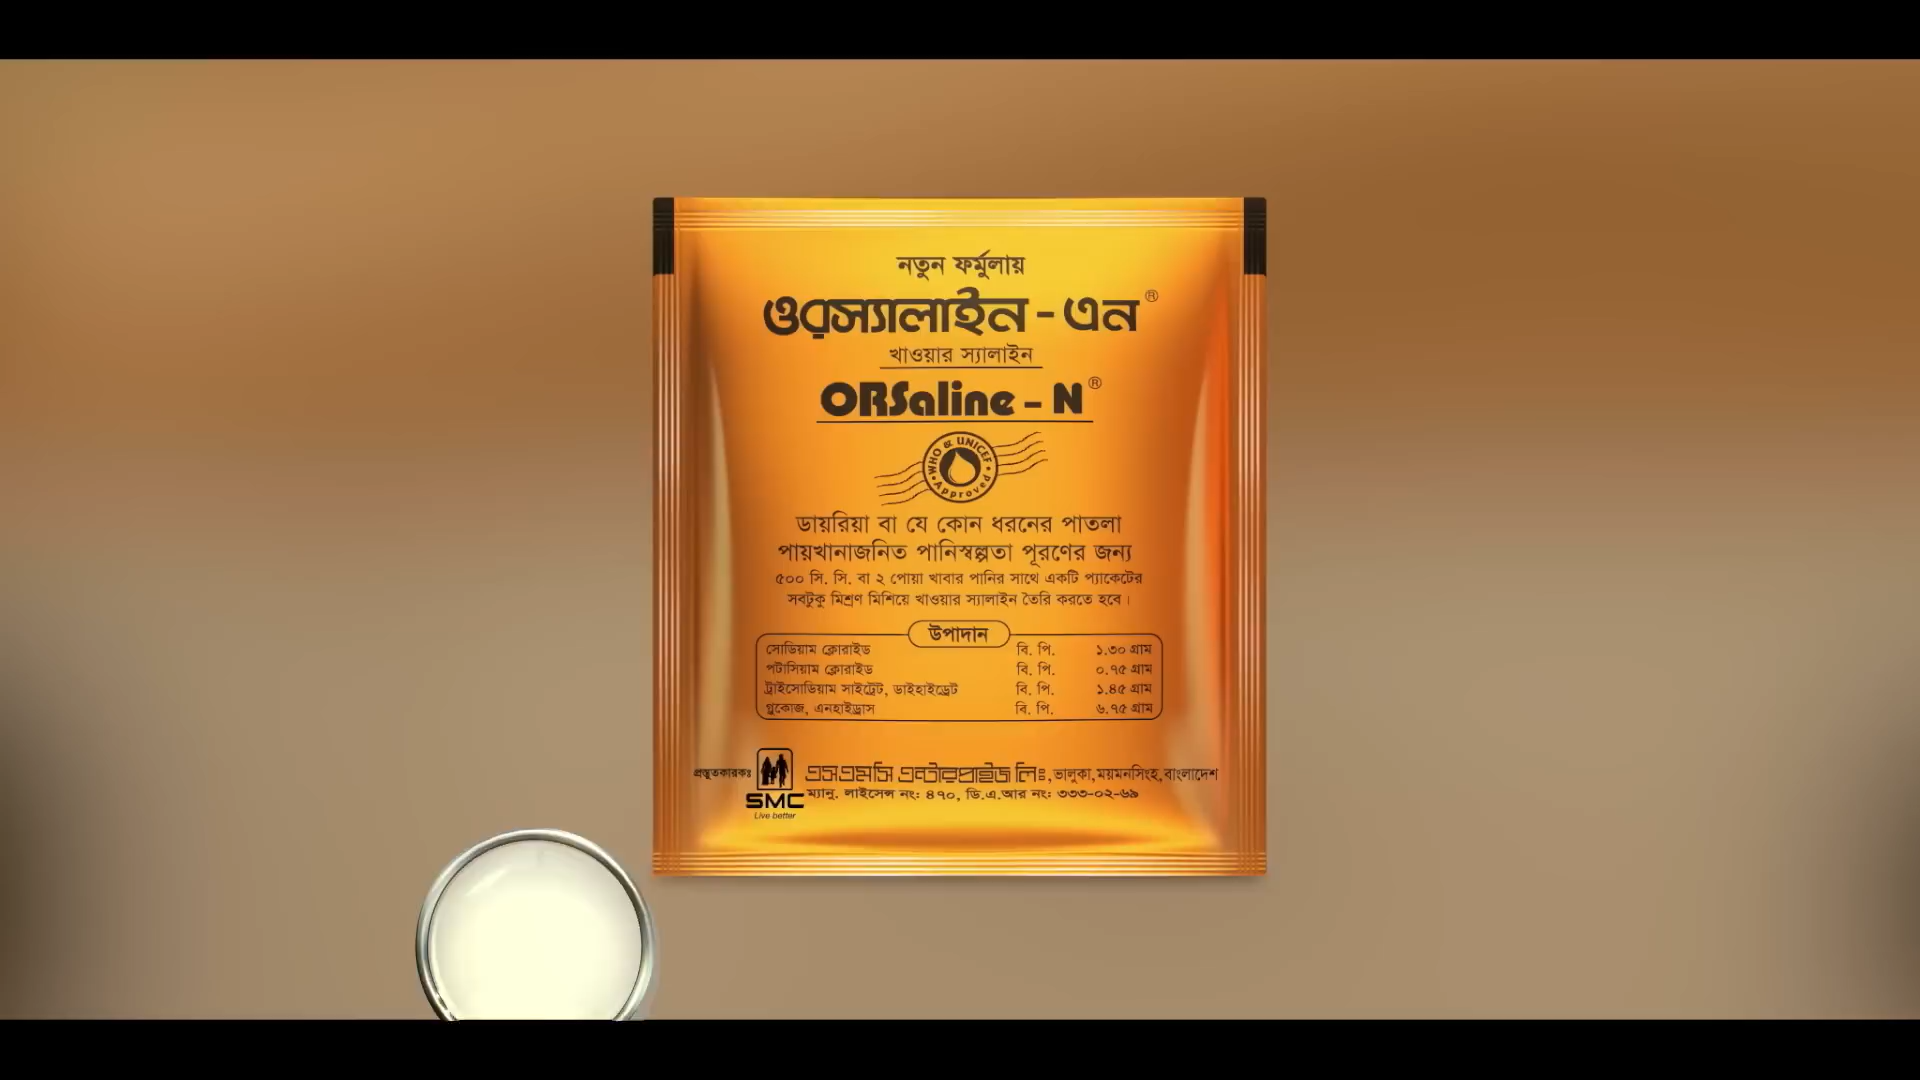 নতুন ফর্মুলায়
ওরস্যালাইন - এন ®
খাওয়ার স্যালাইন
ORSaline - N ®
WHO & UNICEF
Approved
ডায়রিয়া বা যে কোন ধরনের পাতলা
পায়খানাজনিত পানিস্বল্পতা পূরণের জন্য
৫০০ সি. সি. বা ২ পোয়া খাবার পানির সাথে একটি প্যাকেটের
সবটুকু মিশ্রণ মিশিয়ে খাওয়ার স্যালাইন তৈরি করতে হবে।
উপাদান
সোডিয়াম ক্লোরাইড বি. পি. ১.৩০ গ্রাম
পটাসিয়াম ক্লোরাইড বি. পি. ০.৭৫ গ্রাম
ট্রাইসোডিয়াম সাইট্রেট, ডাইহাইড্রেট বি. পি. ১.৪৫ গ্রাম
গ্লুকোজ, এনহাইড্রাস বি. পি. ৬.৭৫ গ্রাম
প্রস্তুতকারকঃ এসএমসি এন্টারপ্রাইজ লিঃ, ভালুকা, ময়মনসিংহ, বাংলাদেশ
SMC ম্যানু. লাইসেন্স নং: ৪৭০, ডি.এ.আর নং: ৩৩৩-০২-৬৯
Live better